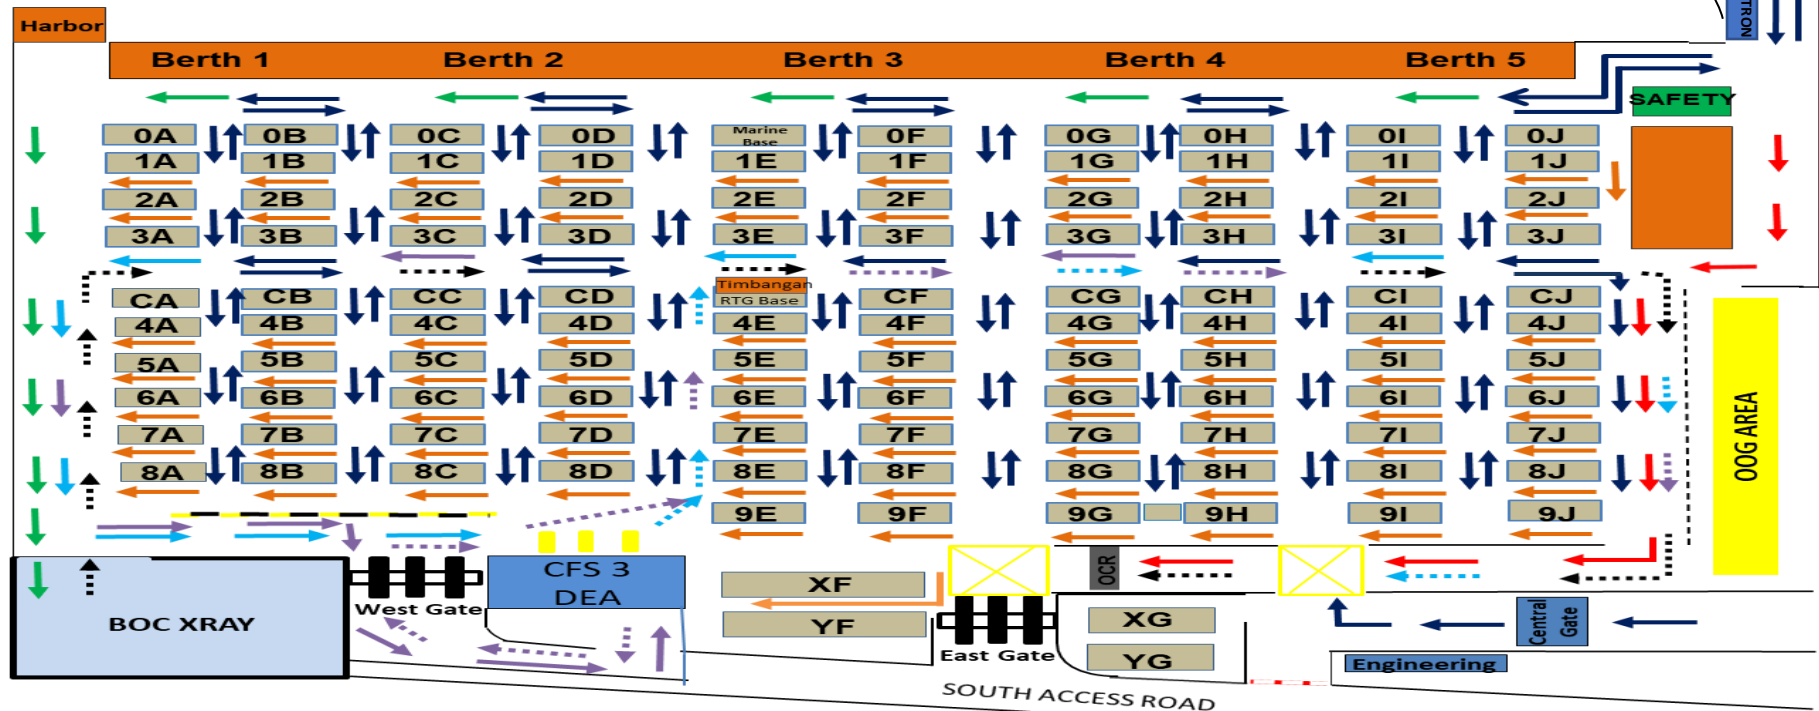 TRON
Harbor
Berth 1 Berth 2 Berth 3 Berth 4 Berth 5
SAFETY
0A 0B 0C 0D Marine Base 0F 0G 0H 0I 0J
1A 1B 1C 1D 1E 1F 1G 1H 1I 1J
2A 2B 2C 2D 2E 2F 2G 2H 2I 2J
3A 3B 3C 3D 3E 3F 3G 3H 3I 3J
Timbangan
CA CB CC CD RTG Base CF CG CH CI CJ
4A 4B 4C 4D 4E 4F 4G 4H 4I 4J
5A 5B 5C 5D 5E 5F 5G 5H 5I 5J
6A 6B 6C 6D 6E 6F 6G 6H 6I 6J
7A 7B 7C 7D 7E 7F 7G 7H 7I 7J
8A 8B 8C 8D 8E 8F 8G 8H 8I 8J
9E 9F 9G 9H 9I 9J
OOG AREA
CFS 3
DEA
OCR
XF
YF
XG
YG
West Gate
BOC XRAY
East Gate
Central
Gate
Engineering
SOUTH ACCESS ROAD